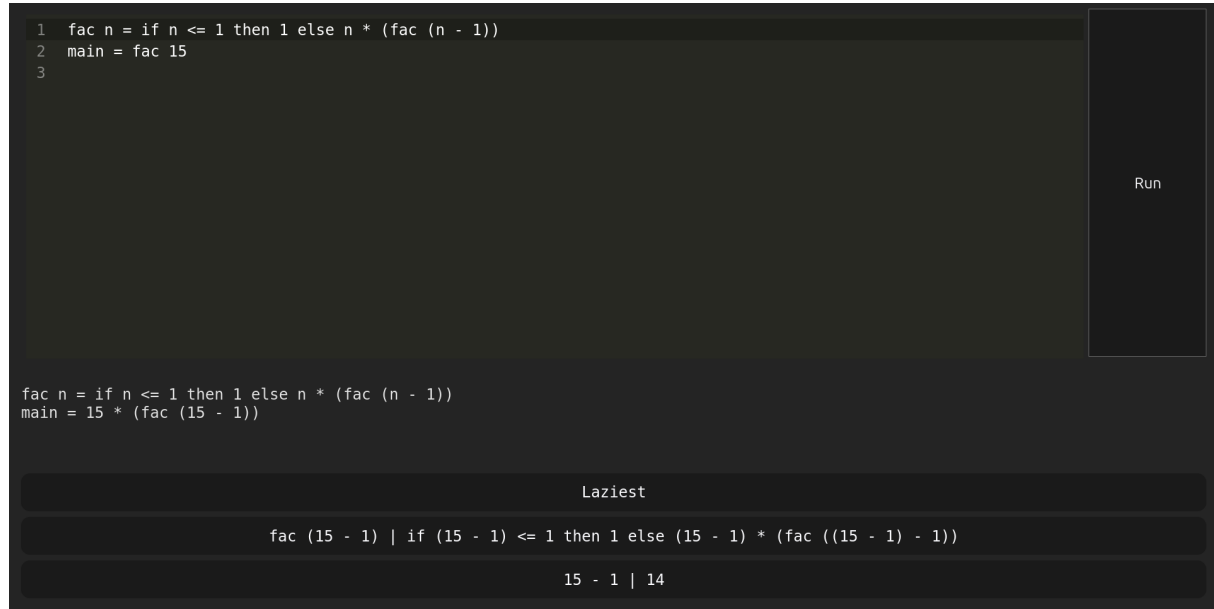 1 fac n = if n <= 1 then 1 else n * (fac (n - 1))
2 main = fac 15
3
Run
fac n = if n <= 1 then 1 else n * (fac (n - 1))
main = 15 * (fac (15 - 1))
Laziest
fac (15 - 1) | if (15 - 1) <= 1 then 1 else (15 - 1) * (fac ((15 - 1) - 1))
15 - 1 | 14